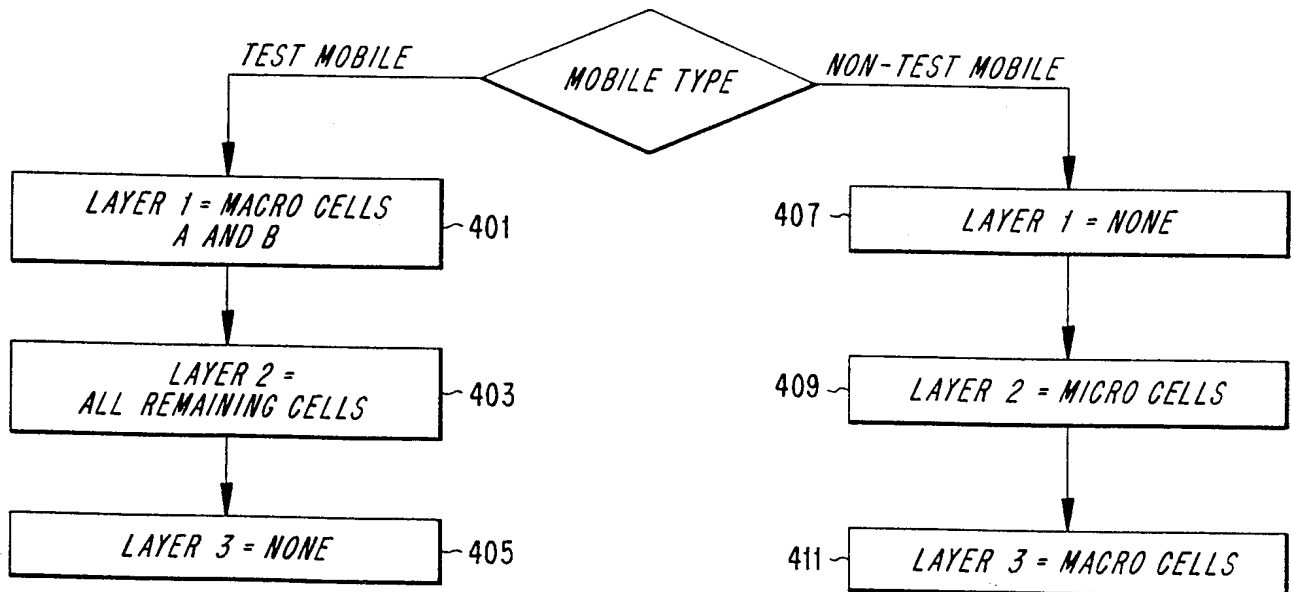 MOBILE TYPE
TEST MOBILE
NON-TEST MOBILE
LAYER 1 = MACRO CELLS
A AND B
401
LAYER 2 =
ALL REMAINING CELLS
403
LAYER 3 = NONE
405
407
LAYER 1 = NONE
409
LAYER 2 = MICRO CELLS
411
LAYER 3 = MACRO CELLS